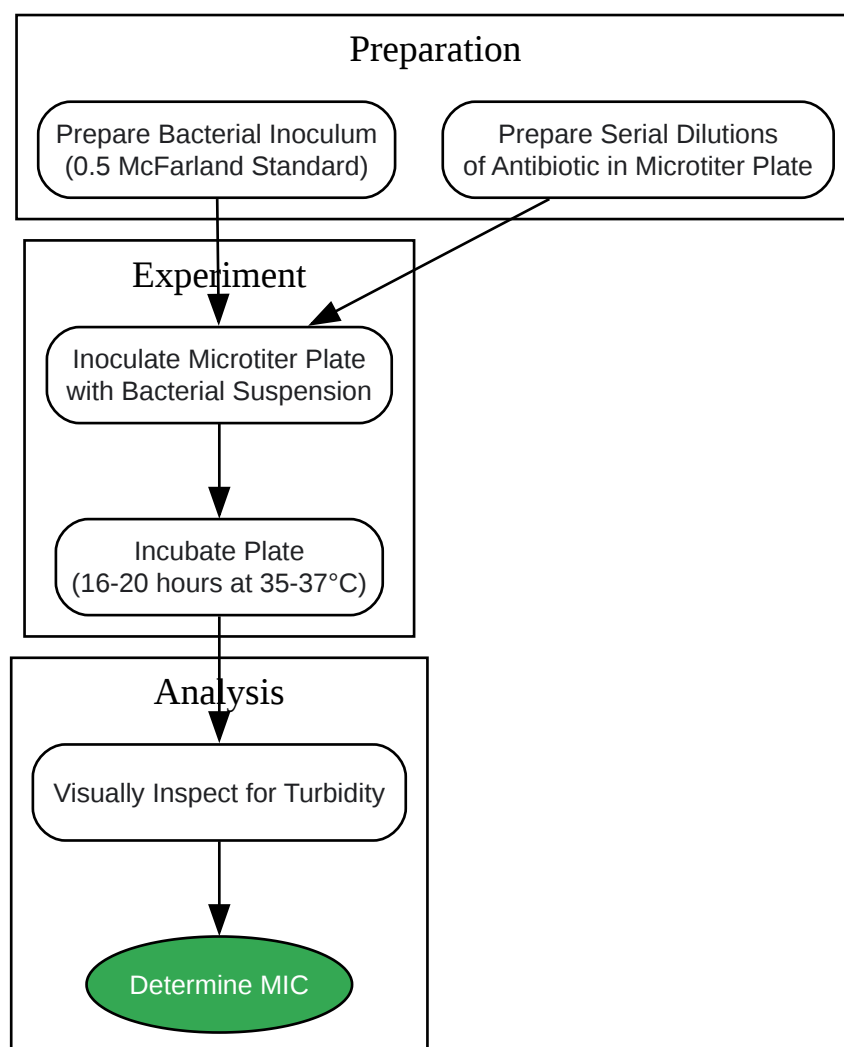 Preparation
Prepare Bacterial Inoculum
(0.5 McFarland Standard)
Prepare Serial Dilutions
of Antibiotic in Microtiter Plate
Experiment
Inoculate Microtiter Plate
with Bacterial Suspension
Incubate Plate
(16-20 hours at 35-37°C)
Analysis
Visually Inspect for Turbidity
Determine MIC